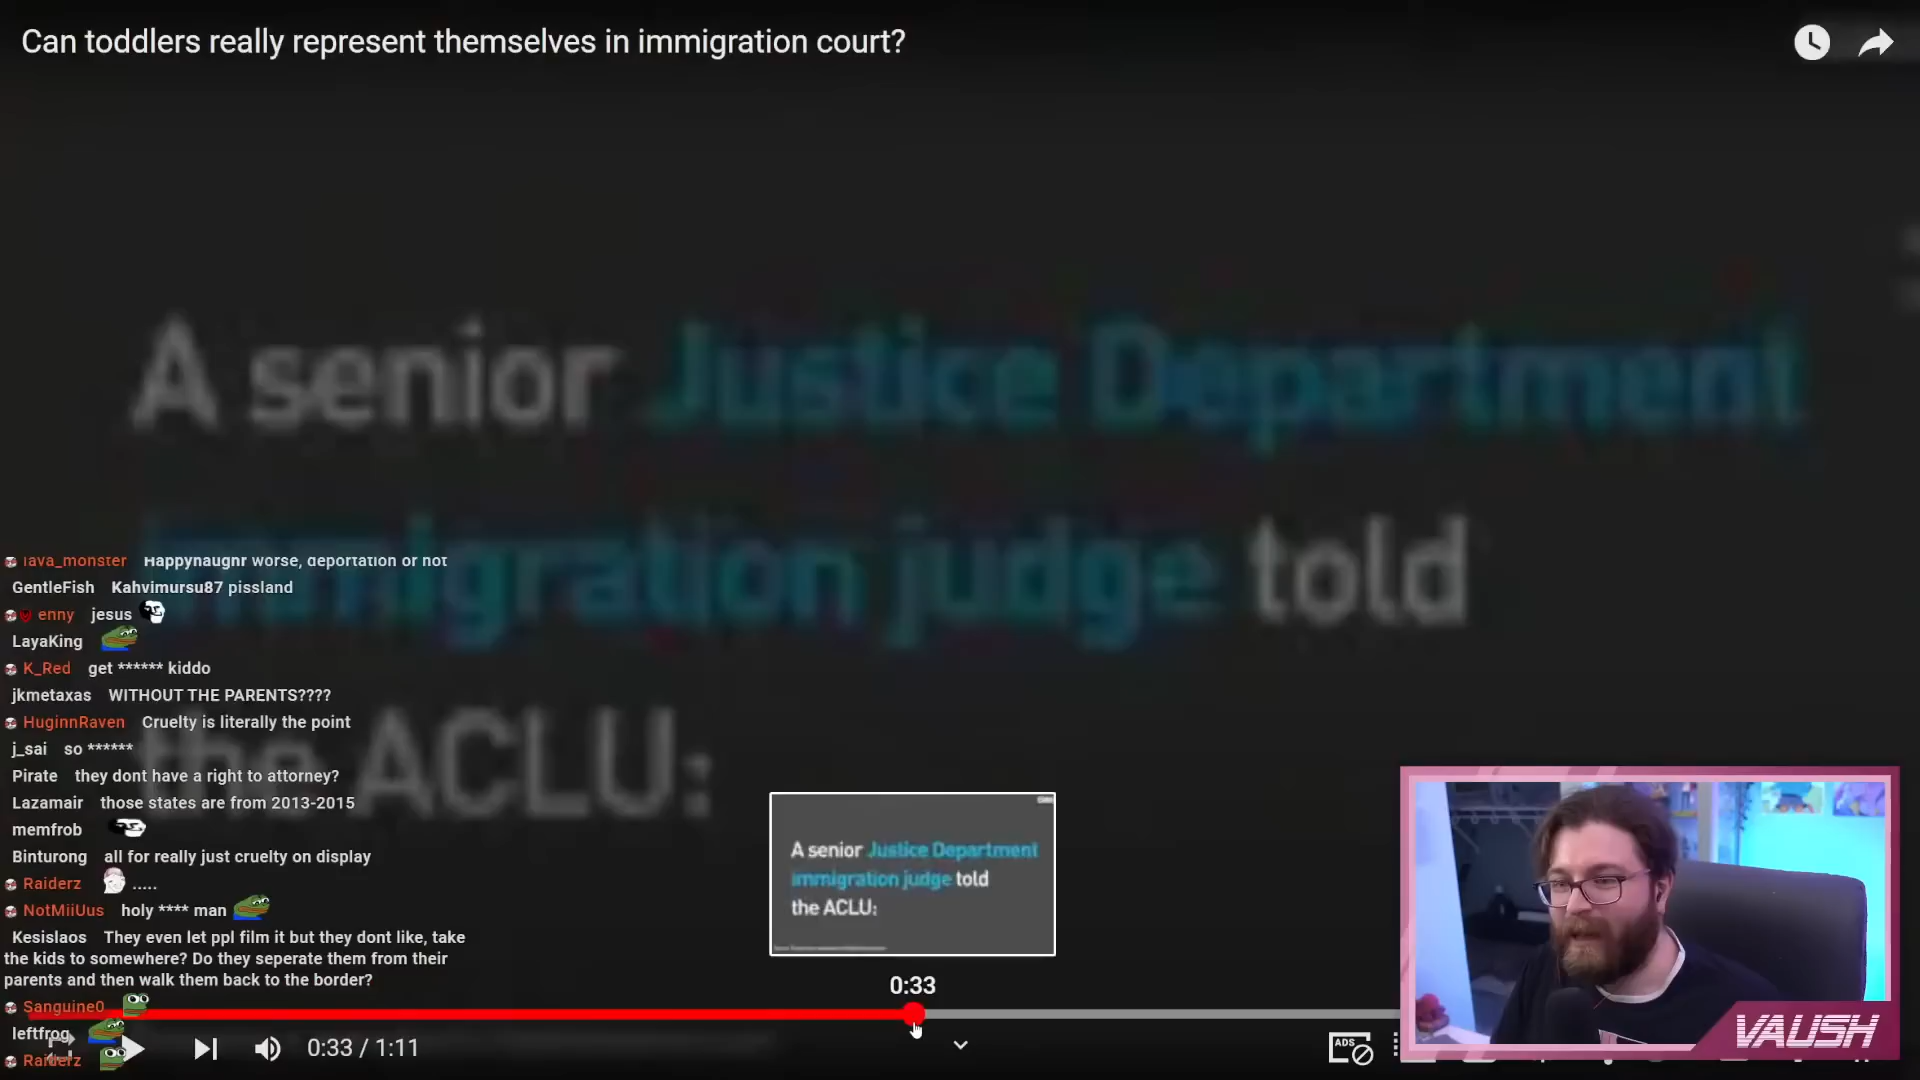 Can toddlers really represent themselves in immigration court?
A senior Justice Department
immigration judge told
the ACLU:
lava_monster Happynaughr worse, deportation or not
GentleFish Kahvimursu87 pissland
enny jesus
LayaKing
K_Red get ****** kiddo
jkmetaxas WITHOUT THE PARENTS????
HuginnRaven Cruelty is literally the point
j_sai so ******
Pirate they dont have a right to attorney?
Lazamair those states are from 2013-2015
memfrob
Binturong all for really just cruelty on display
Raiderz .....
NotMiiUus holy **** man
Kesislaos They even let ppl film it but they dont like, take
the kids to somewhere? Do they seperate them from their
parents and then walk them back to the border?
Sanguine0
leftfrog
Raiderz
A senior Justice Department
immigration judge told
the ACLU:
0:33
0:33 / 1:11
ADS
VAUSH